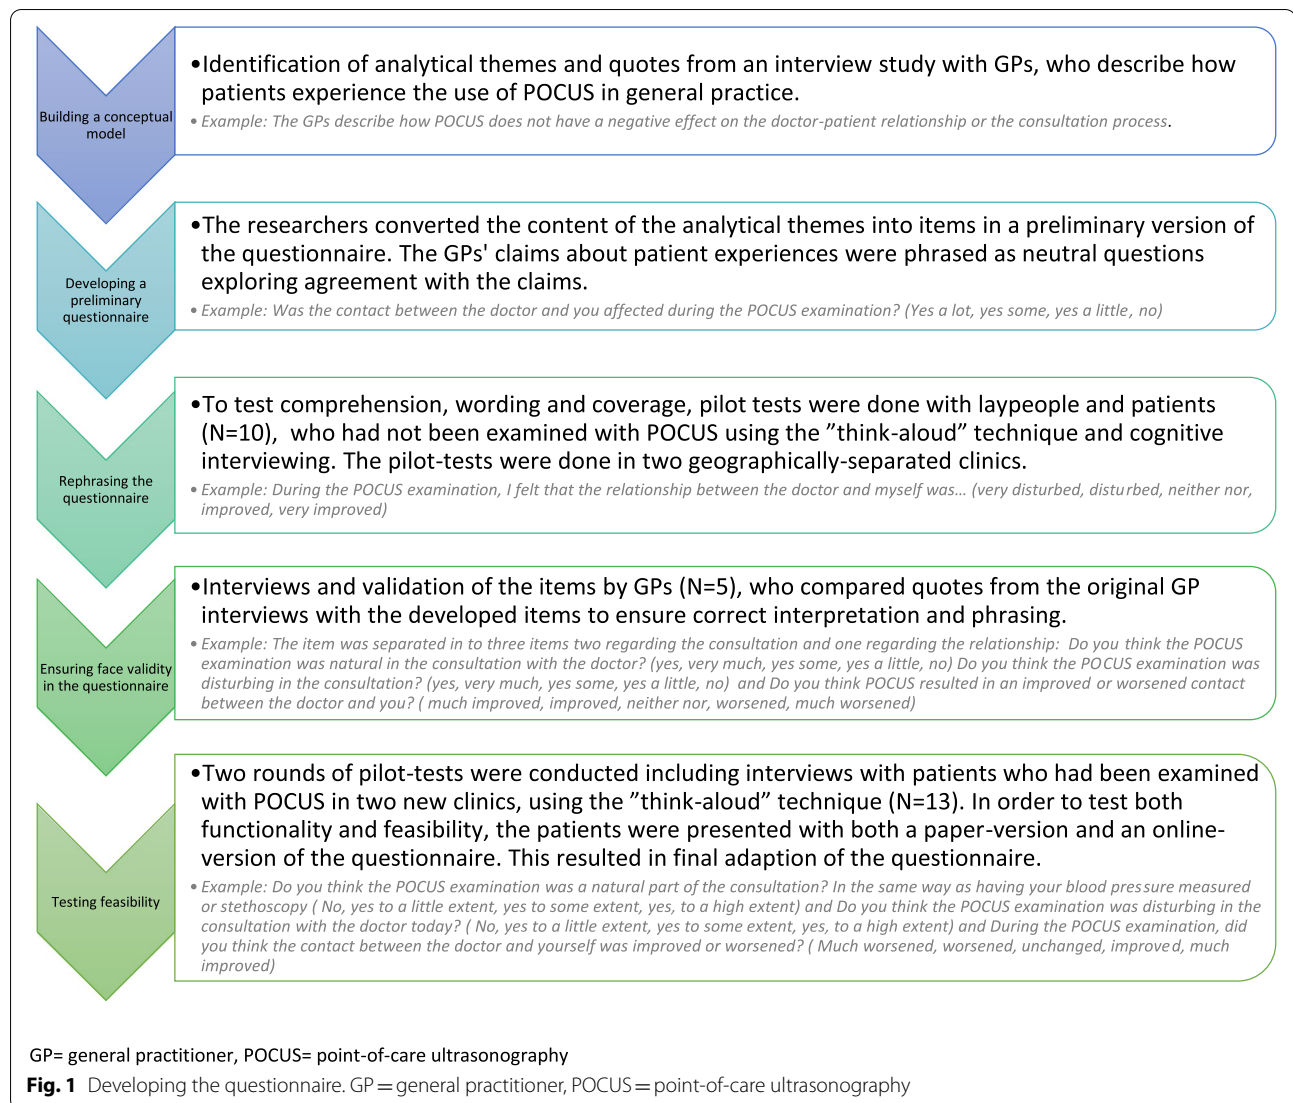 Building a conceptual
model
•Identification of analytical themes and quotes from an interview study with GPs, who describe how
patients experience the use of POCUS in general practice.
• Example: The GPs describe how POCUS does not have a negative effect on the doctor-patient relationship or the consultation process.
Developing a
preliminary
questionnaire
•The researchers converted the content of the analytical themes into items in a preliminary version of
the questionnaire. The GPs' claims about patient experiences were phrased as neutral questions
exploring agreement with the claims.
• Example: Was the contact between the doctor and you affected during the POCUS examination? (Yes a lot, yes some, yes a little, no)
Rephrasing the
questionnaire
•To test comprehension, wording and coverage, pilot tests were done with laypeople and patients
(N=10),  who had not been examined with POCUS using the ”think-aloud” technique and cognitive
interviewing. The pilot-tests were done in two geographically-separated clinics.
• Example: During the POCUS examination, I felt that the relationship between the doctor and myself was... (very disturbed, disturbed, neither nor,
improved, very improved)
Ensuring face validity
in the questionnaire
•Interviews and validation of the items by GPs (N=5), who compared quotes from the original GP
interviews with the developed items to ensure correct interpretation and phrasing.
• Example: The item was separated in to three items two regarding the consultation and one regarding the relationship:  Do you think the POCUS
examination was natural in the consultation with the doctor? (yes, very much, yes some, yes a little, no) Do you think the POCUS examination was
disturbing in the consultation? (yes, very much, yes some, yes a little, no)  and Do you think POCUS resulted in an improved or worsened contact
between the doctor and you? ( much improved, improved, neither nor, worsened, much worsened)
Testing feasibility
•Two rounds of pilot-tests were conducted including interviews with patients who had been examined
with POCUS in two new clinics, using the ”think-aloud” technique (N=13). In order to test both
functionality and feasibility, the patients were presented with both a paper-version and an online-
version of the questionnaire. This resulted in final adaption of the questionnaire.
• Example: Do you think the POCUS examination was a natural part of the consultation? In the same way as having your blood pressure measured
or stethoscopy ( No, yes to a little extent, yes to some extent, yes, to a high extent) and Do you think the POCUS examination was disturbing in the
consultation with the doctor today? ( No, yes to a little extent, yes to some extent, yes, to a high extent) and During the POCUS examination, did
you think the contact between the doctor and yourself was improved or worsened? ( Much worsened, worsened, unchanged, improved, much
improved)
GP= general practitioner, POCUS= point-of-care ultrasonography
Fig. 1 Developing the questionnaire. GP = general practitioner, POCUS = point-of-care ultrasonography